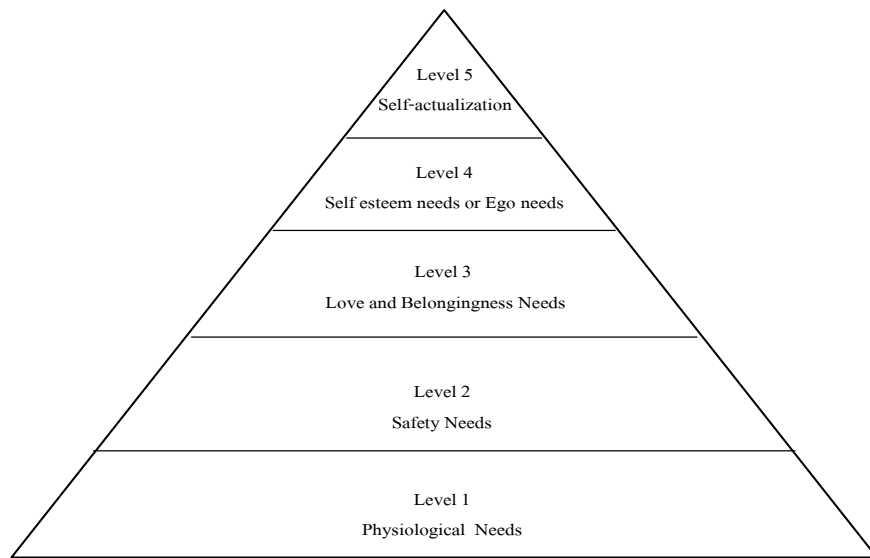 Level 5
Self-actualization
Level 4
Self esteem needs or Ego needs
Level 3
Love and Belongingness Needs
Level 2
Safety Needs
Level 1
Physiological Needs